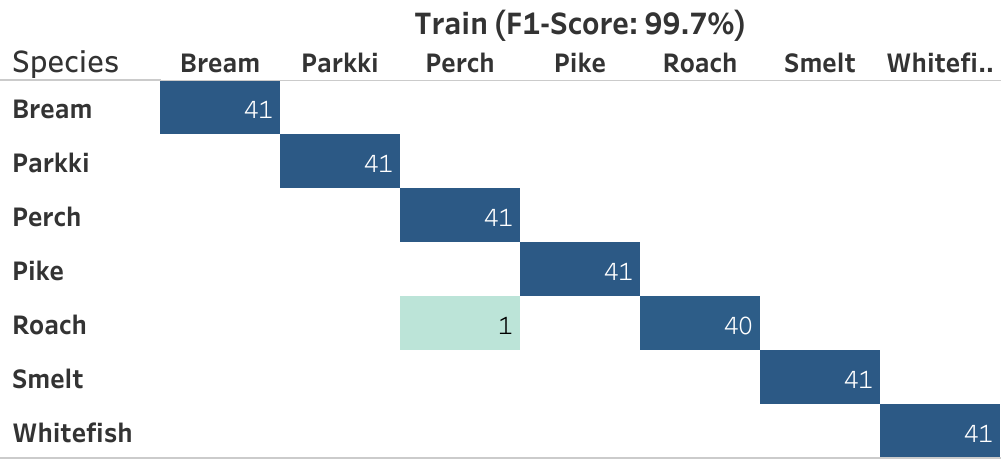 Train (F1-Score: 99.7%)
Species Bream Parkki Perch Pike Roach Smelt Whitefi..
Bream 41
Parkki 41
Perch 41
Pike 41
Roach 1 40
Smelt 41
Whitefish 41